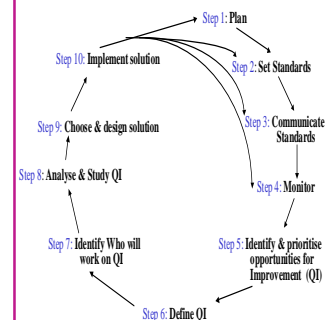 Step 1: Plan
Step 2: Set Standards
Step 3: Communicate
Standards
Step 4: Monitor
Step 5: Identify & prioritise
opportunities for
Improvement (QI)
Step 6: Define QI
Step 7: Identify Who will
work on QI
Step 8: Analyse & Study QI
Step 9: Choose & design solution
Step 10: Implement solution